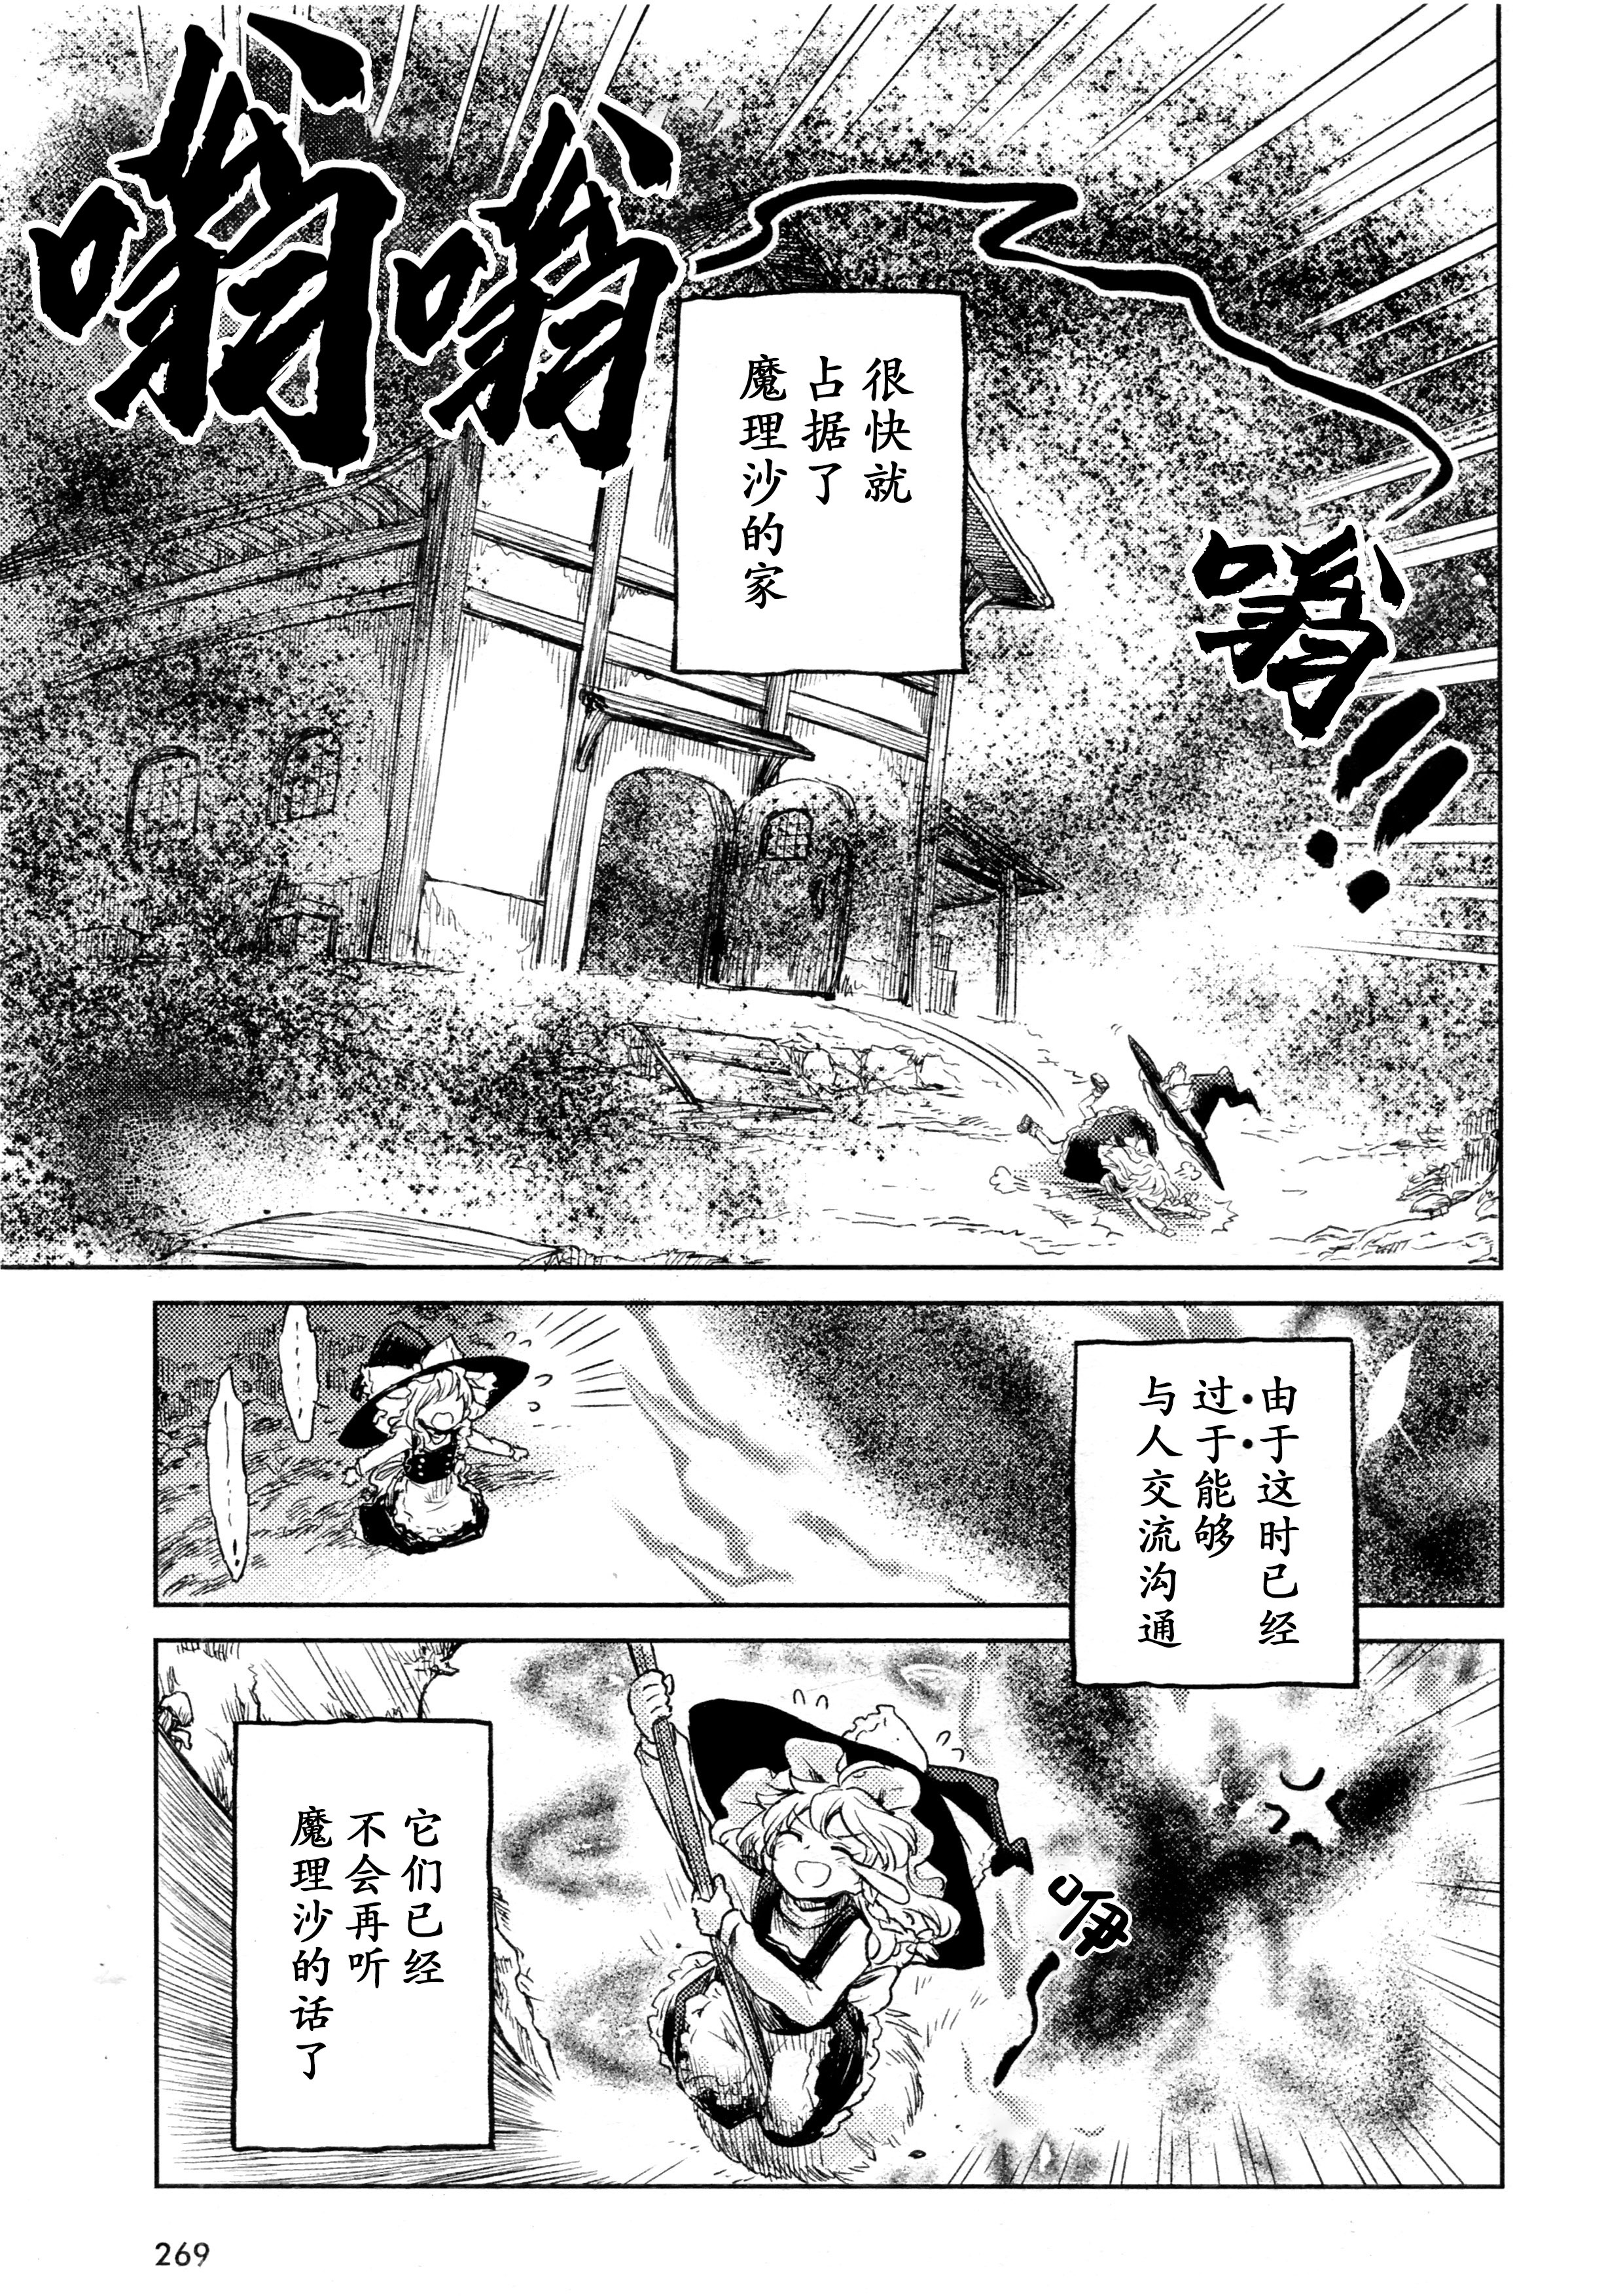 嗡嗡
嗡!!
很快就
占据了
魔理沙的家
由于这时已经
过于能够
与人交流沟通
咿
它们已经
不会再听
魔理沙的话了
269